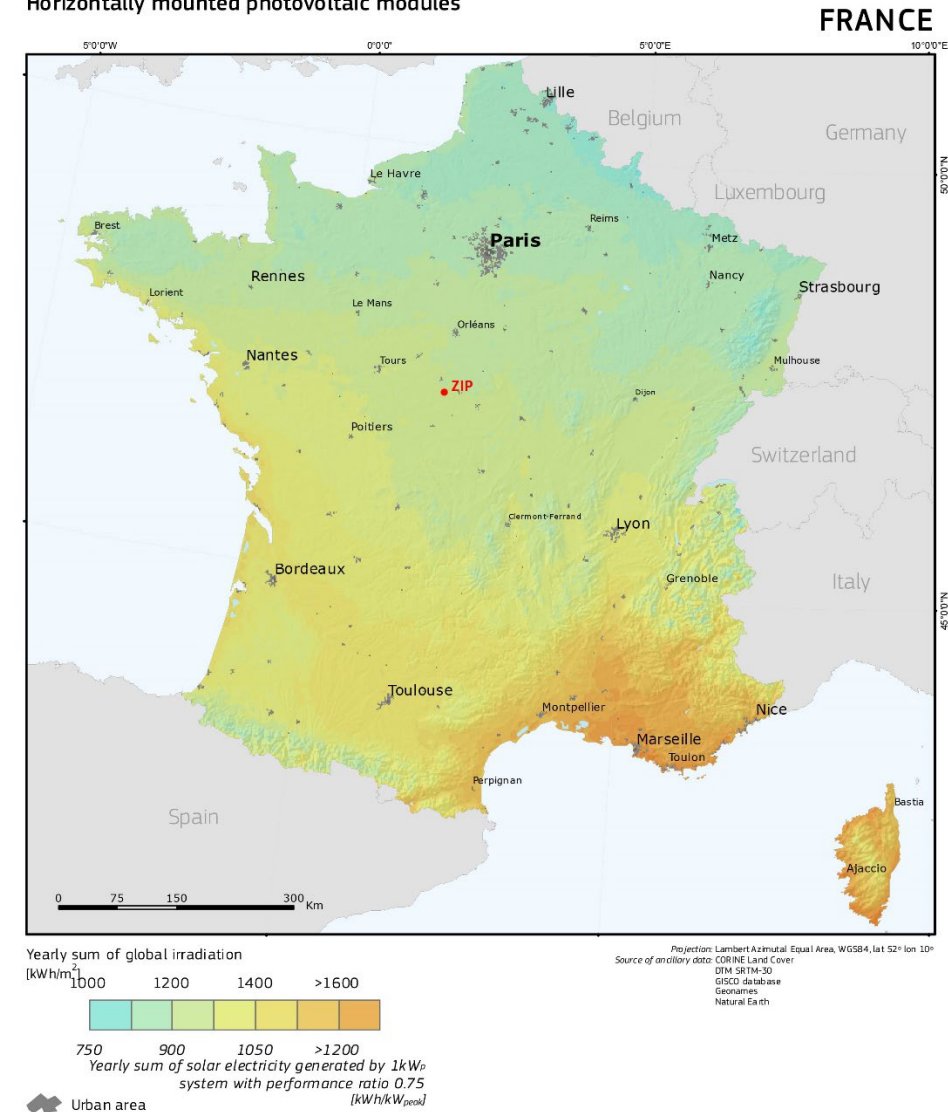 Horizontally mounted photovoltaic modules
FRANCE
5°0'0"W
0°0'0"
5°0'0"E
10°0'0"E
Lille
Belgium
Germany
50°0'0"N
Le Havre
Luxembourg
Brest
Reims
Paris
Metz
Rennes
Nancy
Strasbourg
Lorient
Le Mans
Orléans
Nantes
Tours
Mulhouse
ZIP
Dijon
Poitiers
Switzerland
Clermont-Ferrand
Lyon
Bordeaux
Grenoble
Italy
45°0'0"N
Toulouse
Montpellier
Nice
Marseille
Toulon
Perpignan
Bastia
Spain
Ajaccio
0 75 150 300 Km
Yearly sum of global irradiation
[kWh/m2]
1000 1200 1400 >1600
750 900 1050 >1200
Yearly sum of solar electricity generated by 1kWp
system with performance ratio 0.75
[kWh/kWpeak]
Urban area
Projection: Lambert Azimutal Equal Area, WGS84, lat 52° lon 10°
Source of ancillary data: CORINE Land Cover
DTM SRTM-30
GISCO database
Geonames
Natural Earth